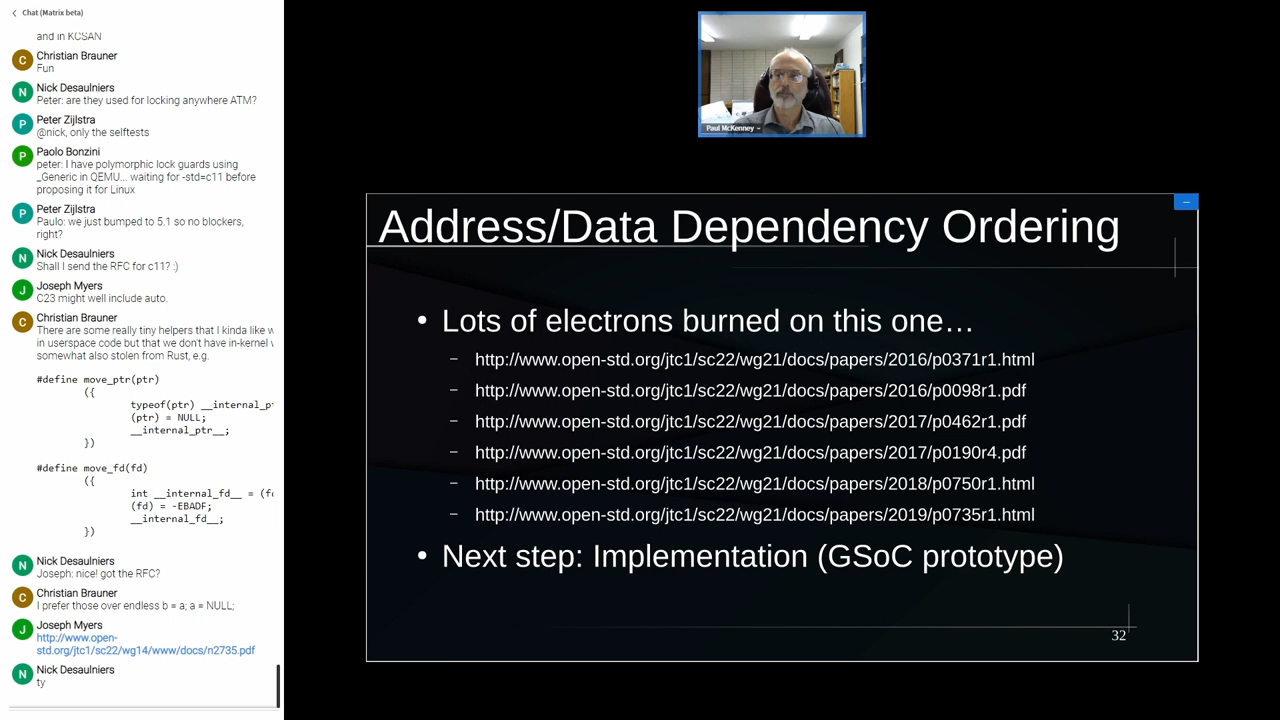 Chat (Matrix beta)
and in KCSAN
C
Christian Brauner
Fun
N
Nick Desaulniers
Peter: are they used for locking anywhere ATM?
P
Peter Zijlstra
@nick, only the selftests
P
Paolo Bonzini
peter: I have polymorphic lock guards using
_Generic in QEMU... waiting for -std=c11 before
proposing it for Linux
P
Peter Zijlstra
Paulo: we just bumped to 5.1 so no blockers,
right?
N
Nick Desaulniers
Shall I send the RFC for c11? :)
J
Joseph Myers
C23 might well include auto.
C
Christian Brauner
There are some really tiny helpers that I kinda like
in userspace code but that we don't have in-kernel
somewhat also stolen from Rust, e.g.
#define move_ptr(ptr)
({
typeof(ptr) __internal_pt
(ptr) = NULL;
__internal_ptr__;
})
#define move_fd(fd)
({
int __internal_fd__ = (fd
(fd) = -EBADF;
__internal_fd__;
})
N
Nick Desaulniers
Joseph: nice! got the RFC?
C
Christian Brauner
I prefer those over endless b = a; a = NULL;
J
Joseph Myers
http://www.open-
std.org/jtc1/sc22/wg14/www/docs/n2735.pdf
N
Nick Desaulniers
ty
Paul McKenney
Address/Data Dependency Ordering
• Lots of electrons burned on this one…
– http://www.open-std.org/jtc1/sc22/wg21/docs/papers/2016/p0371r1.html
– http://www.open-std.org/jtc1/sc22/wg21/docs/papers/2016/p0098r1.pdf
– http://www.open-std.org/jtc1/sc22/wg21/docs/papers/2017/p0462r1.pdf
– http://www.open-std.org/jtc1/sc22/wg21/docs/papers/2017/p0190r4.pdf
– http://www.open-std.org/jtc1/sc22/wg21/docs/papers/2018/p0750r1.html
– http://www.open-std.org/jtc1/sc22/wg21/docs/papers/2019/p0735r1.html
• Next step: Implementation (GSoC prototype)
32